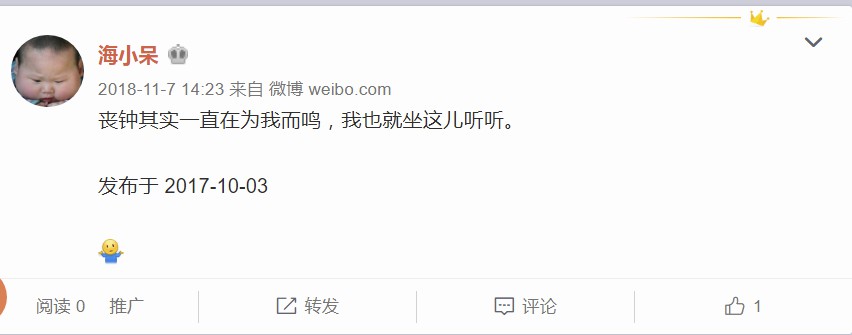 海小呆
2018-11-7 14:23 来自 微博 weibo.com
丧钟其实一直在为我而鸣，我也就坐这儿听听。
发布于 2017-10-03
🤷
阅读 0 推广 转发 评论 1